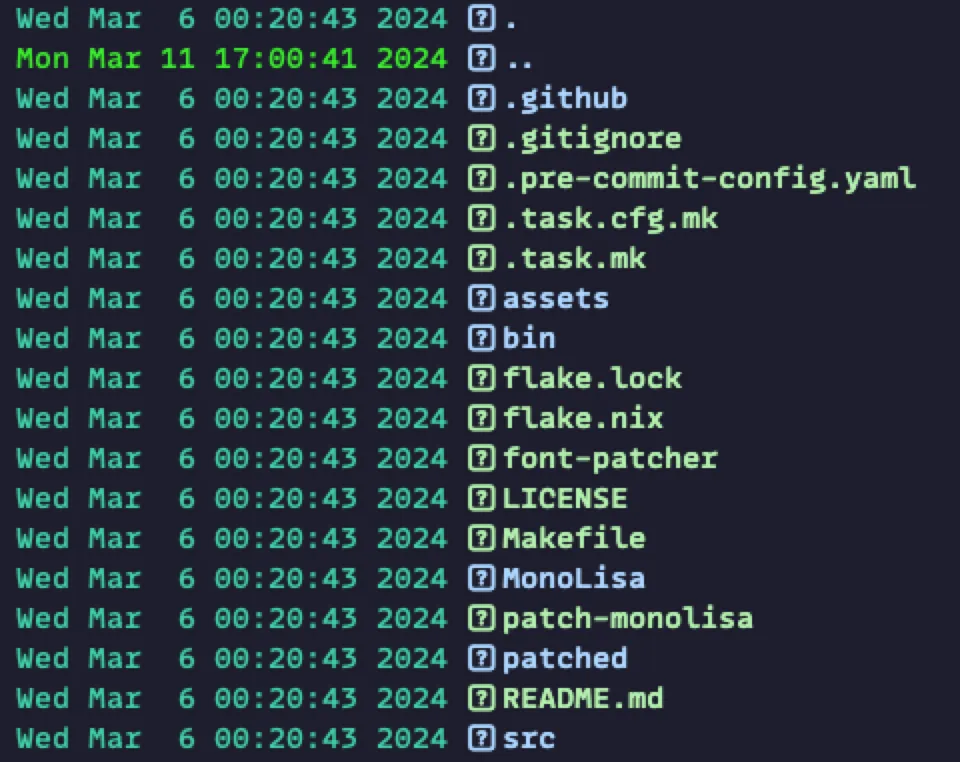 Wed Mar  6 00:20:43 2024 ? .
Mon Mar 11 17:00:41 2024 ? ..
Wed Mar  6 00:20:43 2024 ? .github
Wed Mar  6 00:20:43 2024 ? .gitignore
Wed Mar  6 00:20:43 2024 ? .pre-commit-config.yaml
Wed Mar  6 00:20:43 2024 ? .task.cfg.mk
Wed Mar  6 00:20:43 2024 ? .task.mk
Wed Mar  6 00:20:43 2024 ? assets
Wed Mar  6 00:20:43 2024 ? bin
Wed Mar  6 00:20:43 2024 ? flake.lock
Wed Mar  6 00:20:43 2024 ? flake.nix
Wed Mar  6 00:20:43 2024 ? font-patcher
Wed Mar  6 00:20:43 2024 ? LICENSE
Wed Mar  6 00:20:43 2024 ? Makefile
Wed Mar  6 00:20:43 2024 ? MonoLisa
Wed Mar  6 00:20:43 2024 ? patch-monolisa
Wed Mar  6 00:20:43 2024 ? patched
Wed Mar  6 00:20:43 2024 ? README.md
Wed Mar  6 00:20:43 2024 ? src